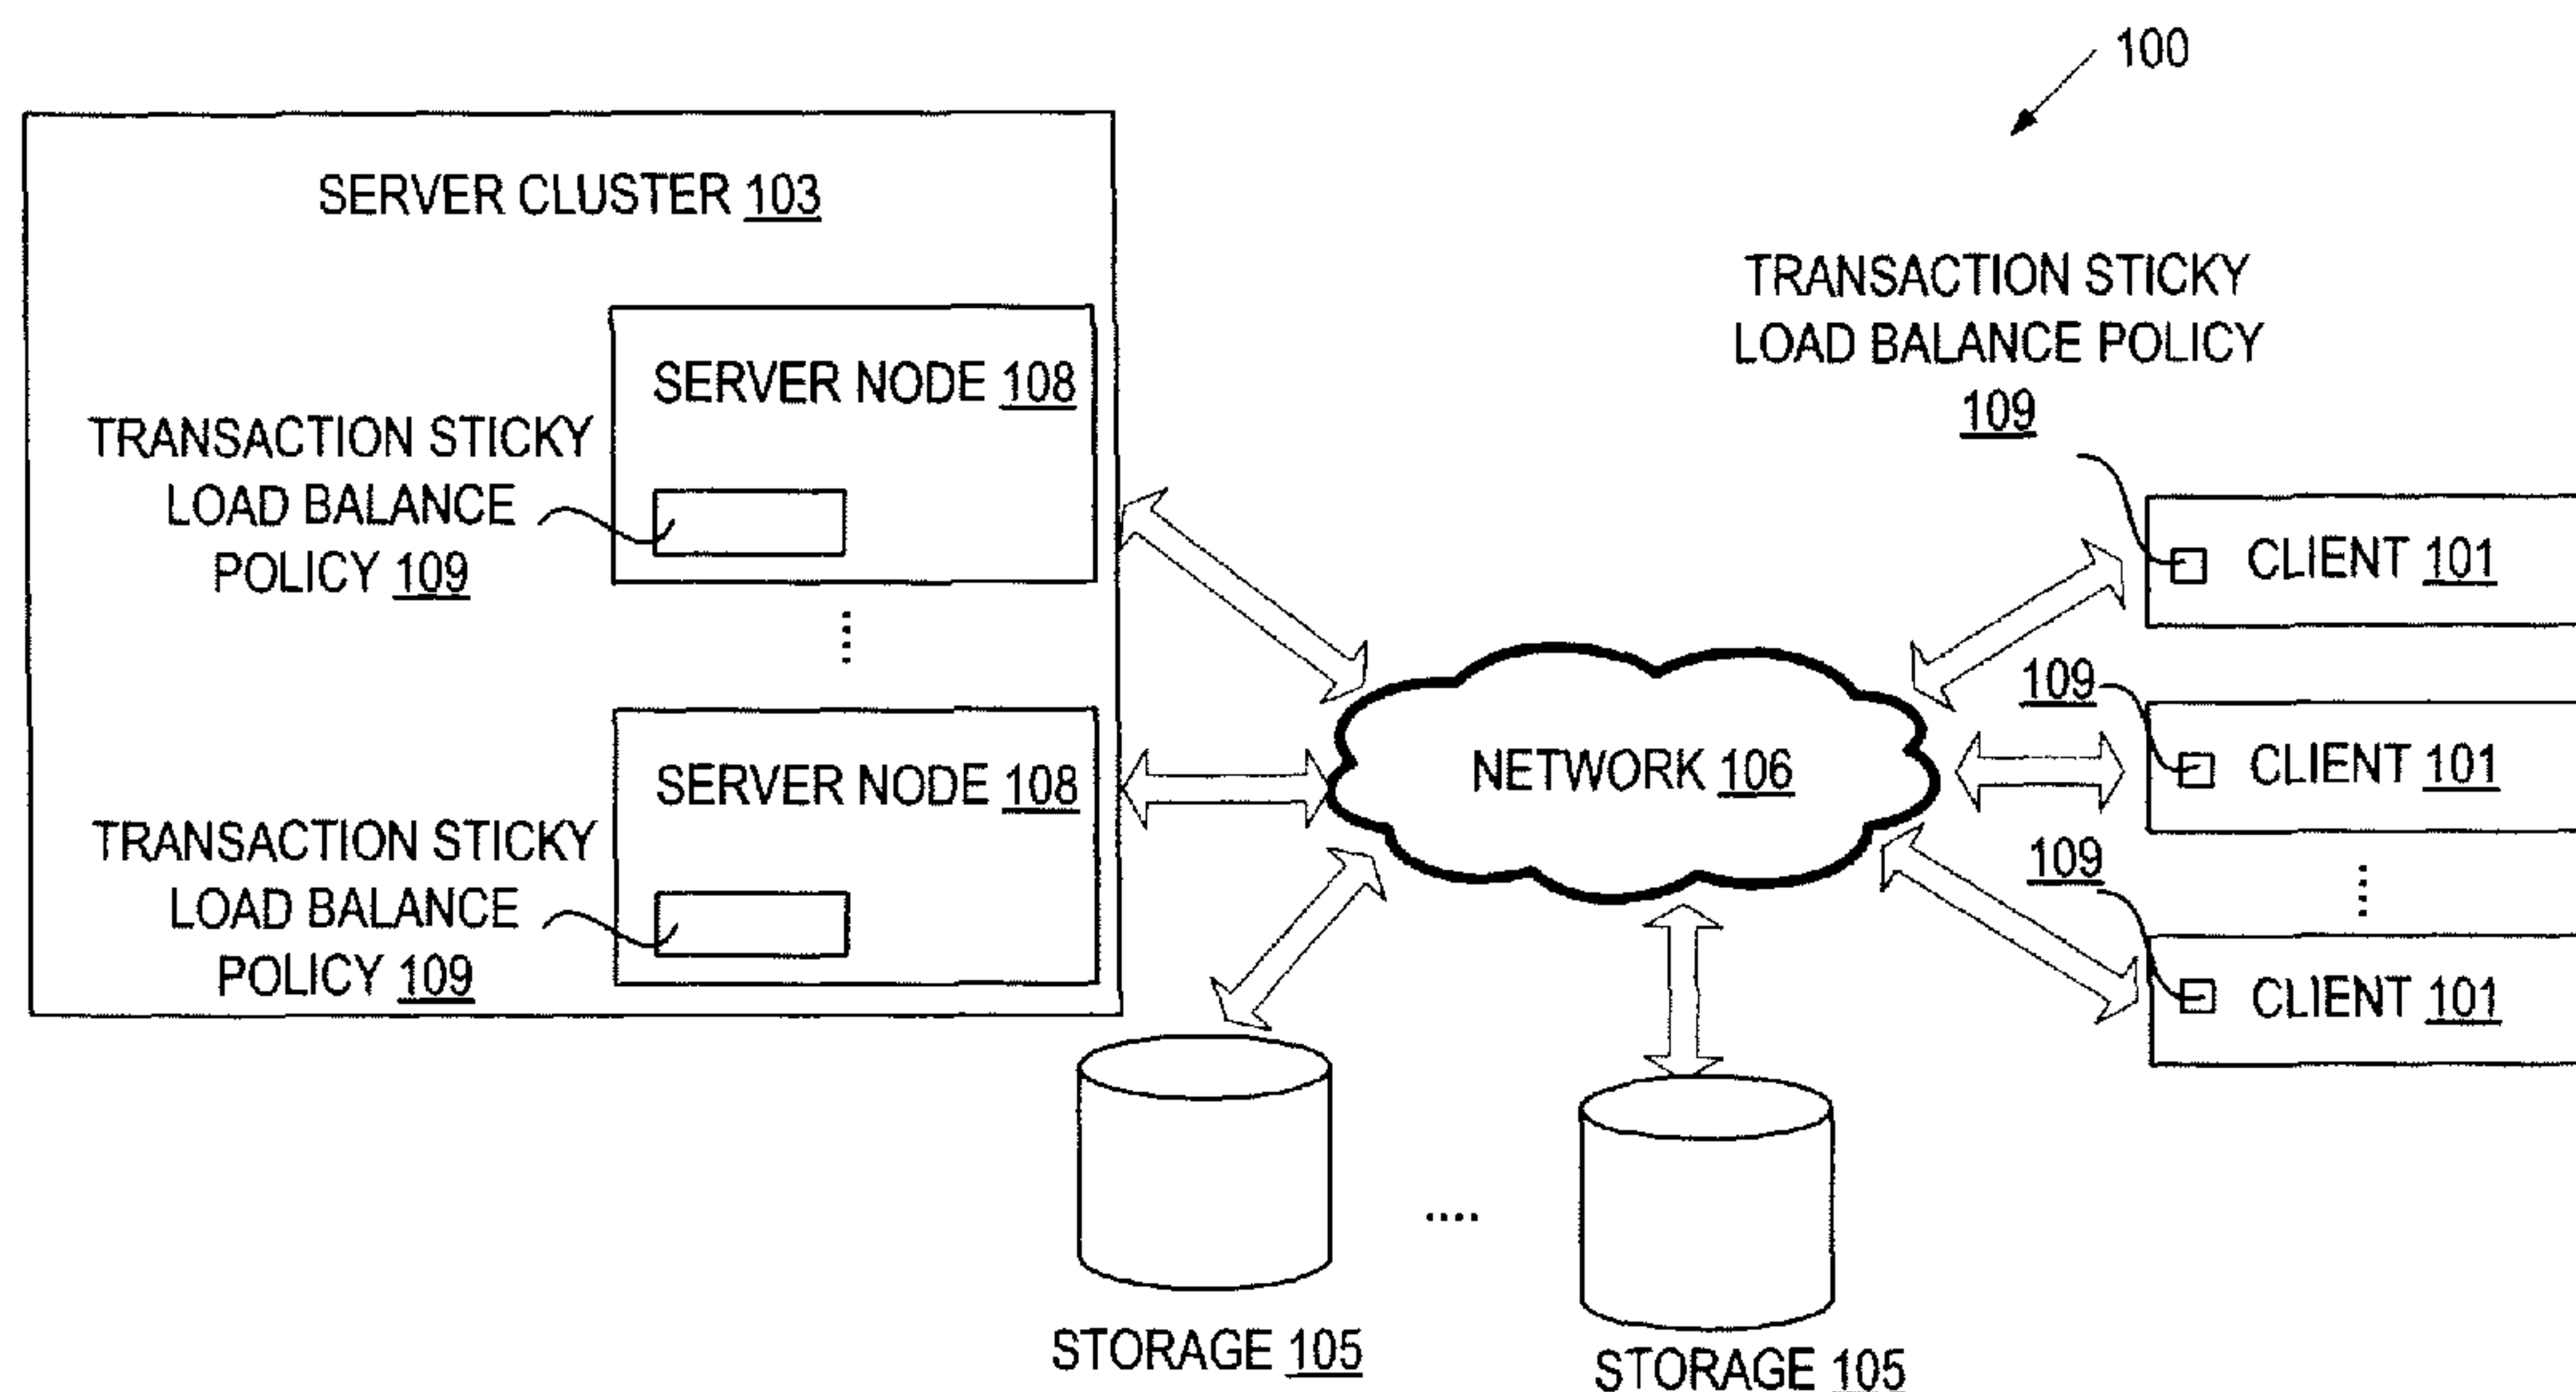 100
SERVER CLUSTER 103
TRANSACTION STICKY
LOAD BALANCE POLICY
109
SERVER NODE 108
TRANSACTION STICKY
LOAD BALANCE
POLICY 109
CLIENT 101
109
CLIENT 101
NETWORK 106
SERVER NODE 108
TRANSACTION STICKY
LOAD BALANCE
POLICY 109
109
CLIENT 101
STORAGE 105
STORAGE 105